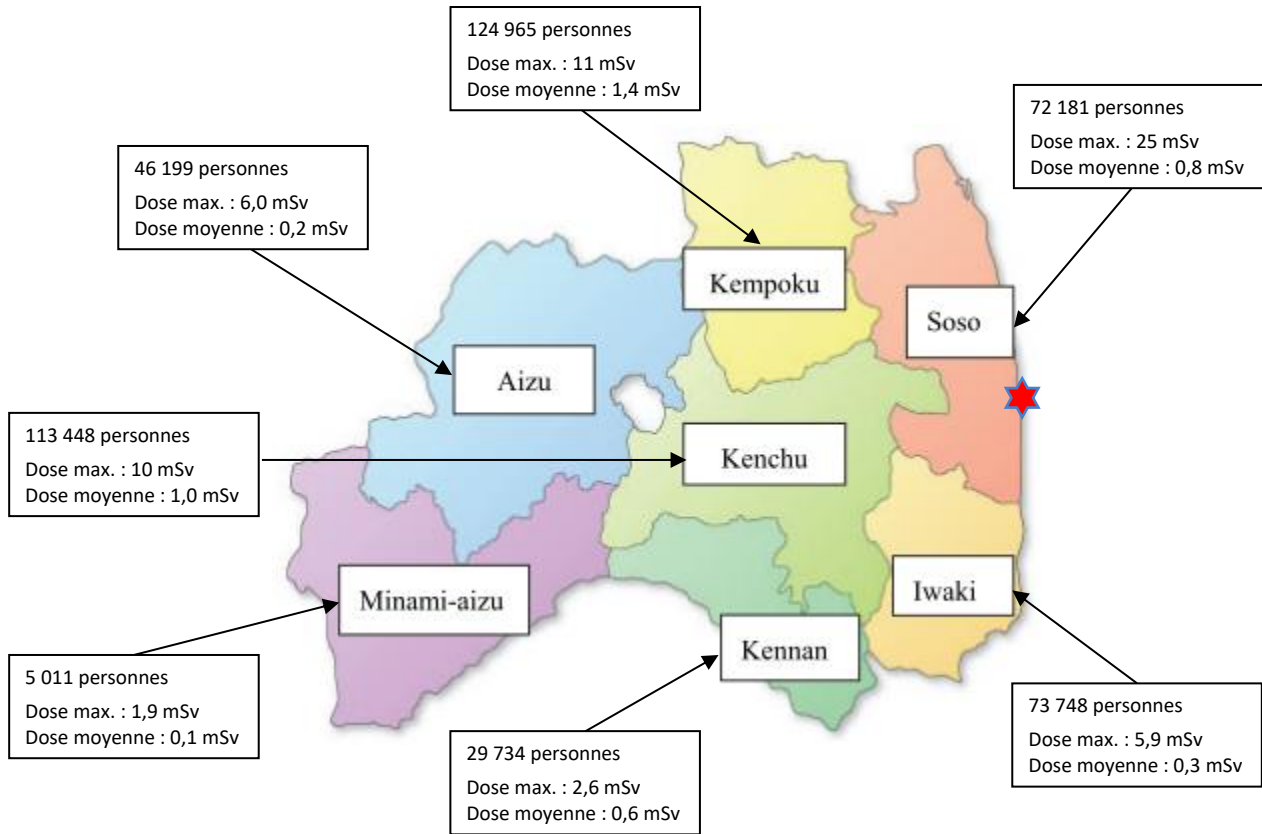 124 965 personnes
Dose max. : 11 mSv
Dose moyenne : 1,4 mSv
72 181 personnes
Dose max. : 25 mSv
Dose moyenne : 0,8 mSv
46 199 personnes
Dose max. : 6,0 mSv
Dose moyenne : 0,2 mSv
Kempoku
Soso
Aizu
113 448 personnes
Dose max. : 10 mSv
Dose moyenne : 1,0 mSv
Kenchu
Minami-aizu
Iwaki
Kennan
5 011 personnes
Dose max. : 1,9 mSv
Dose moyenne : 0,1 mSv
29 734 personnes
Dose max. : 2,6 mSv
Dose moyenne : 0,6 mSv
73 748 personnes
Dose max. : 5,9 mSv
Dose moyenne : 0,3 mSv